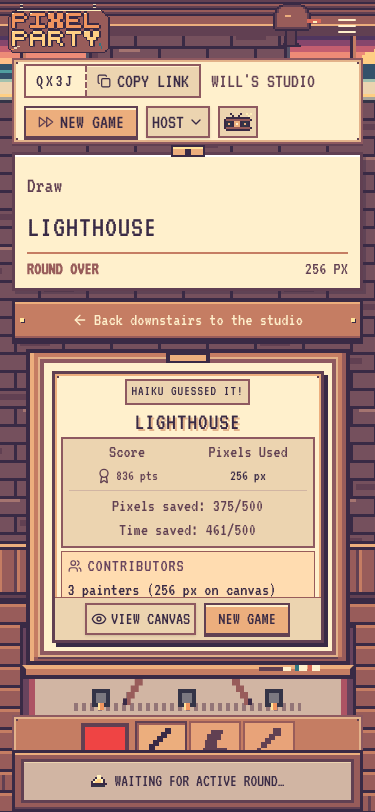 PIXEL
PARTY
QX3J
COPY LINK
WILL'S STUDIO
NEW GAME
HOST
Draw
LIGHTHOUSE
ROUND OVER
256 PX
← Back downstairs to the studio
HAIKU GUESSED IT!
LIGHTHOUSE
Score
Pixels Used
836 pts
256 px
Pixels saved: 375/500
Time saved: 461/500
CONTRIBUTORS
3 painters (256 px on canvas)
VIEW CANVAS
NEW GAME
WAITING FOR ACTIVE ROUND…